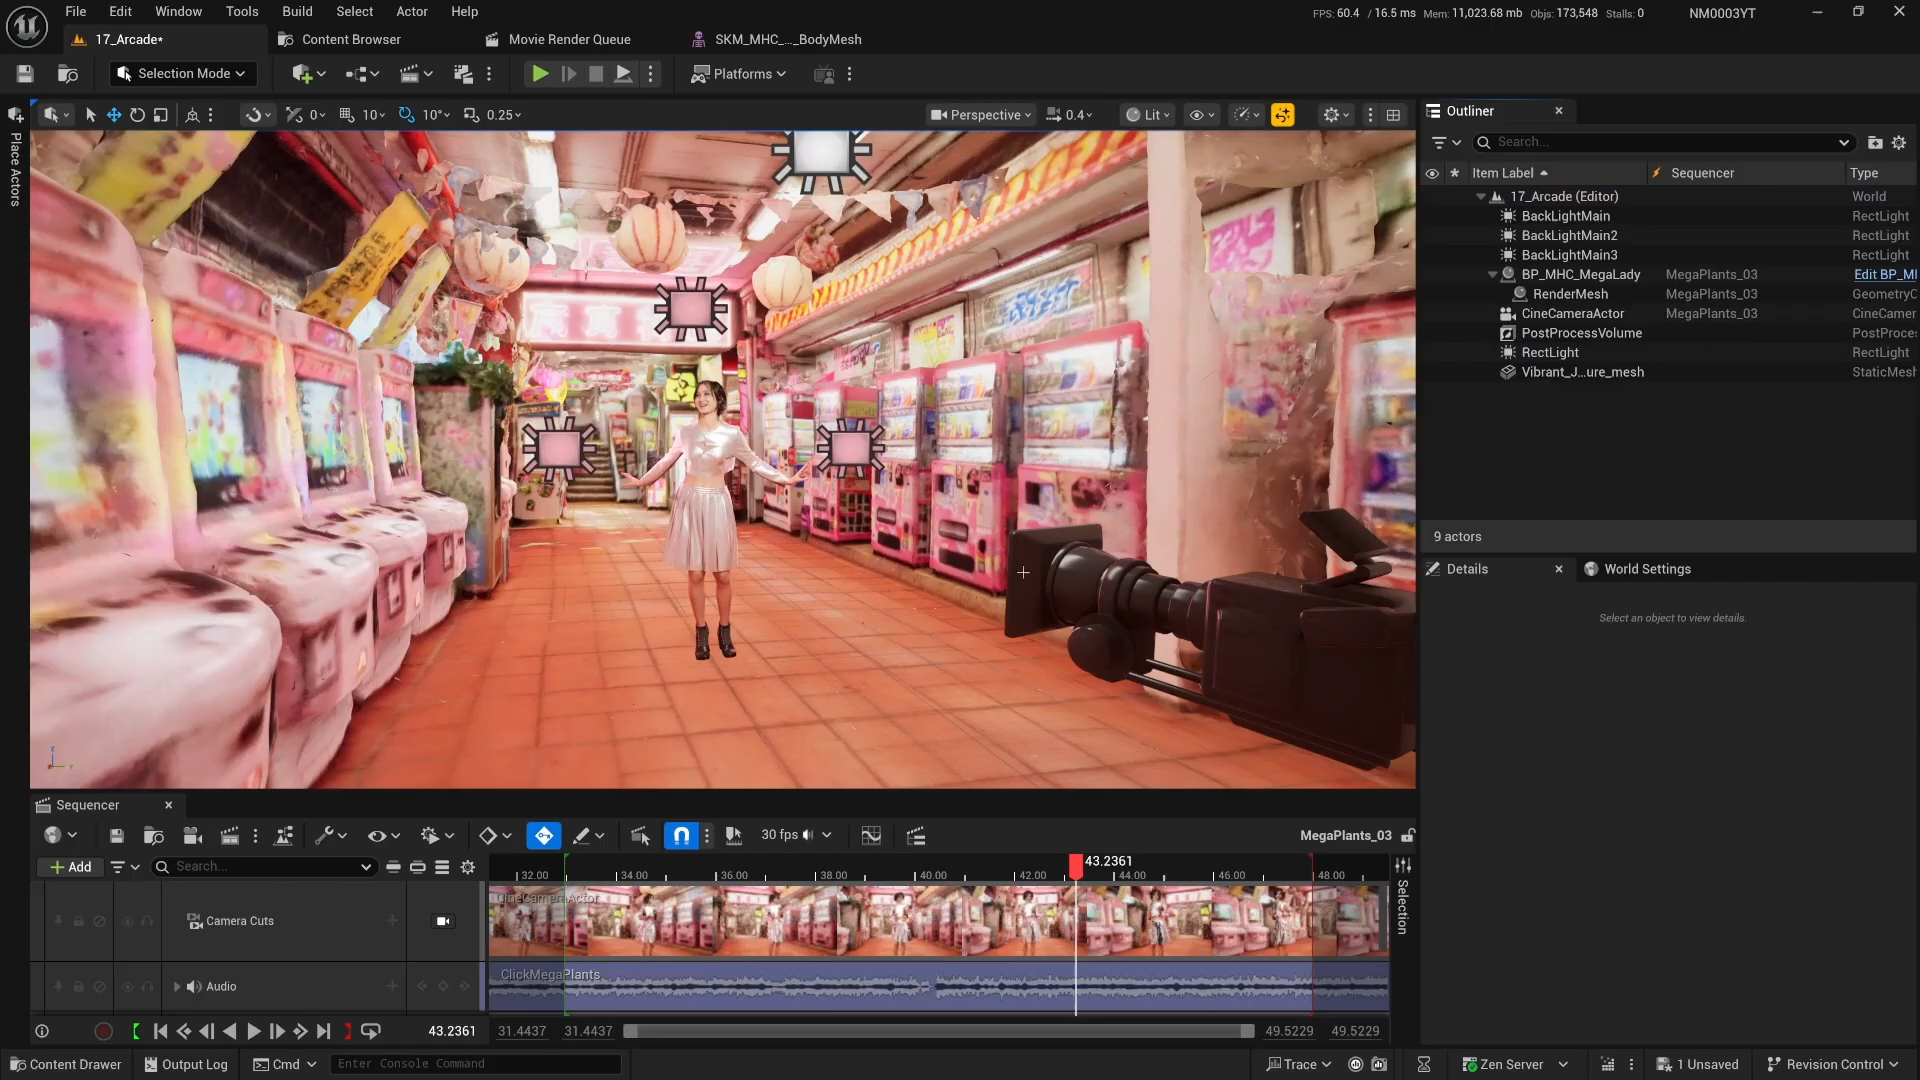 File Edit Window Tools Build Select Actor Help
FPS: 60.4 / 16.5 ms Mem: 11,023.68 mb Objs: 173,548 Stalls: 0 NM0003YT
17_Arcade* Content Browser Movie Render Queue SKM_MHC_..._BodyMesh
Selection Mode Platforms
0 10 10° 0.25 Perspective 0.4 Lit
Place Actors
Outliner
Search...
Item Label Sequencer Type
17_Arcade (Editor) World
BackLightMain RectLight
BackLightMain2 RectLight
BackLightMain3 RectLight
BP_MHC_MegaLady MegaPlants_03 Edit BP_MI
RenderMesh MegaPlants_03 GeometryC
CineCameraActor MegaPlants_03 CineCamer
PostProcessVolume PostProces
RectLight RectLight
Vibrant_J...ure_mesh StaticMesh
9 actors
Details World Settings
Select an object to view details.
Sequencer
30 fps MegaPlants_03
Add Search... 43.2361
32.00 34.00 36.00 38.00 40.00 42.00 44.00 46.00 48.00
CineCameraActor
Camera Cuts
Selection
ClickMegaPlants
Audio
43.2361 31.4437 31.4437 49.5229 49.5229
Content Drawer Output Log Cmd Enter Console Command Trace Zen Server 1 Unsaved Revision Control